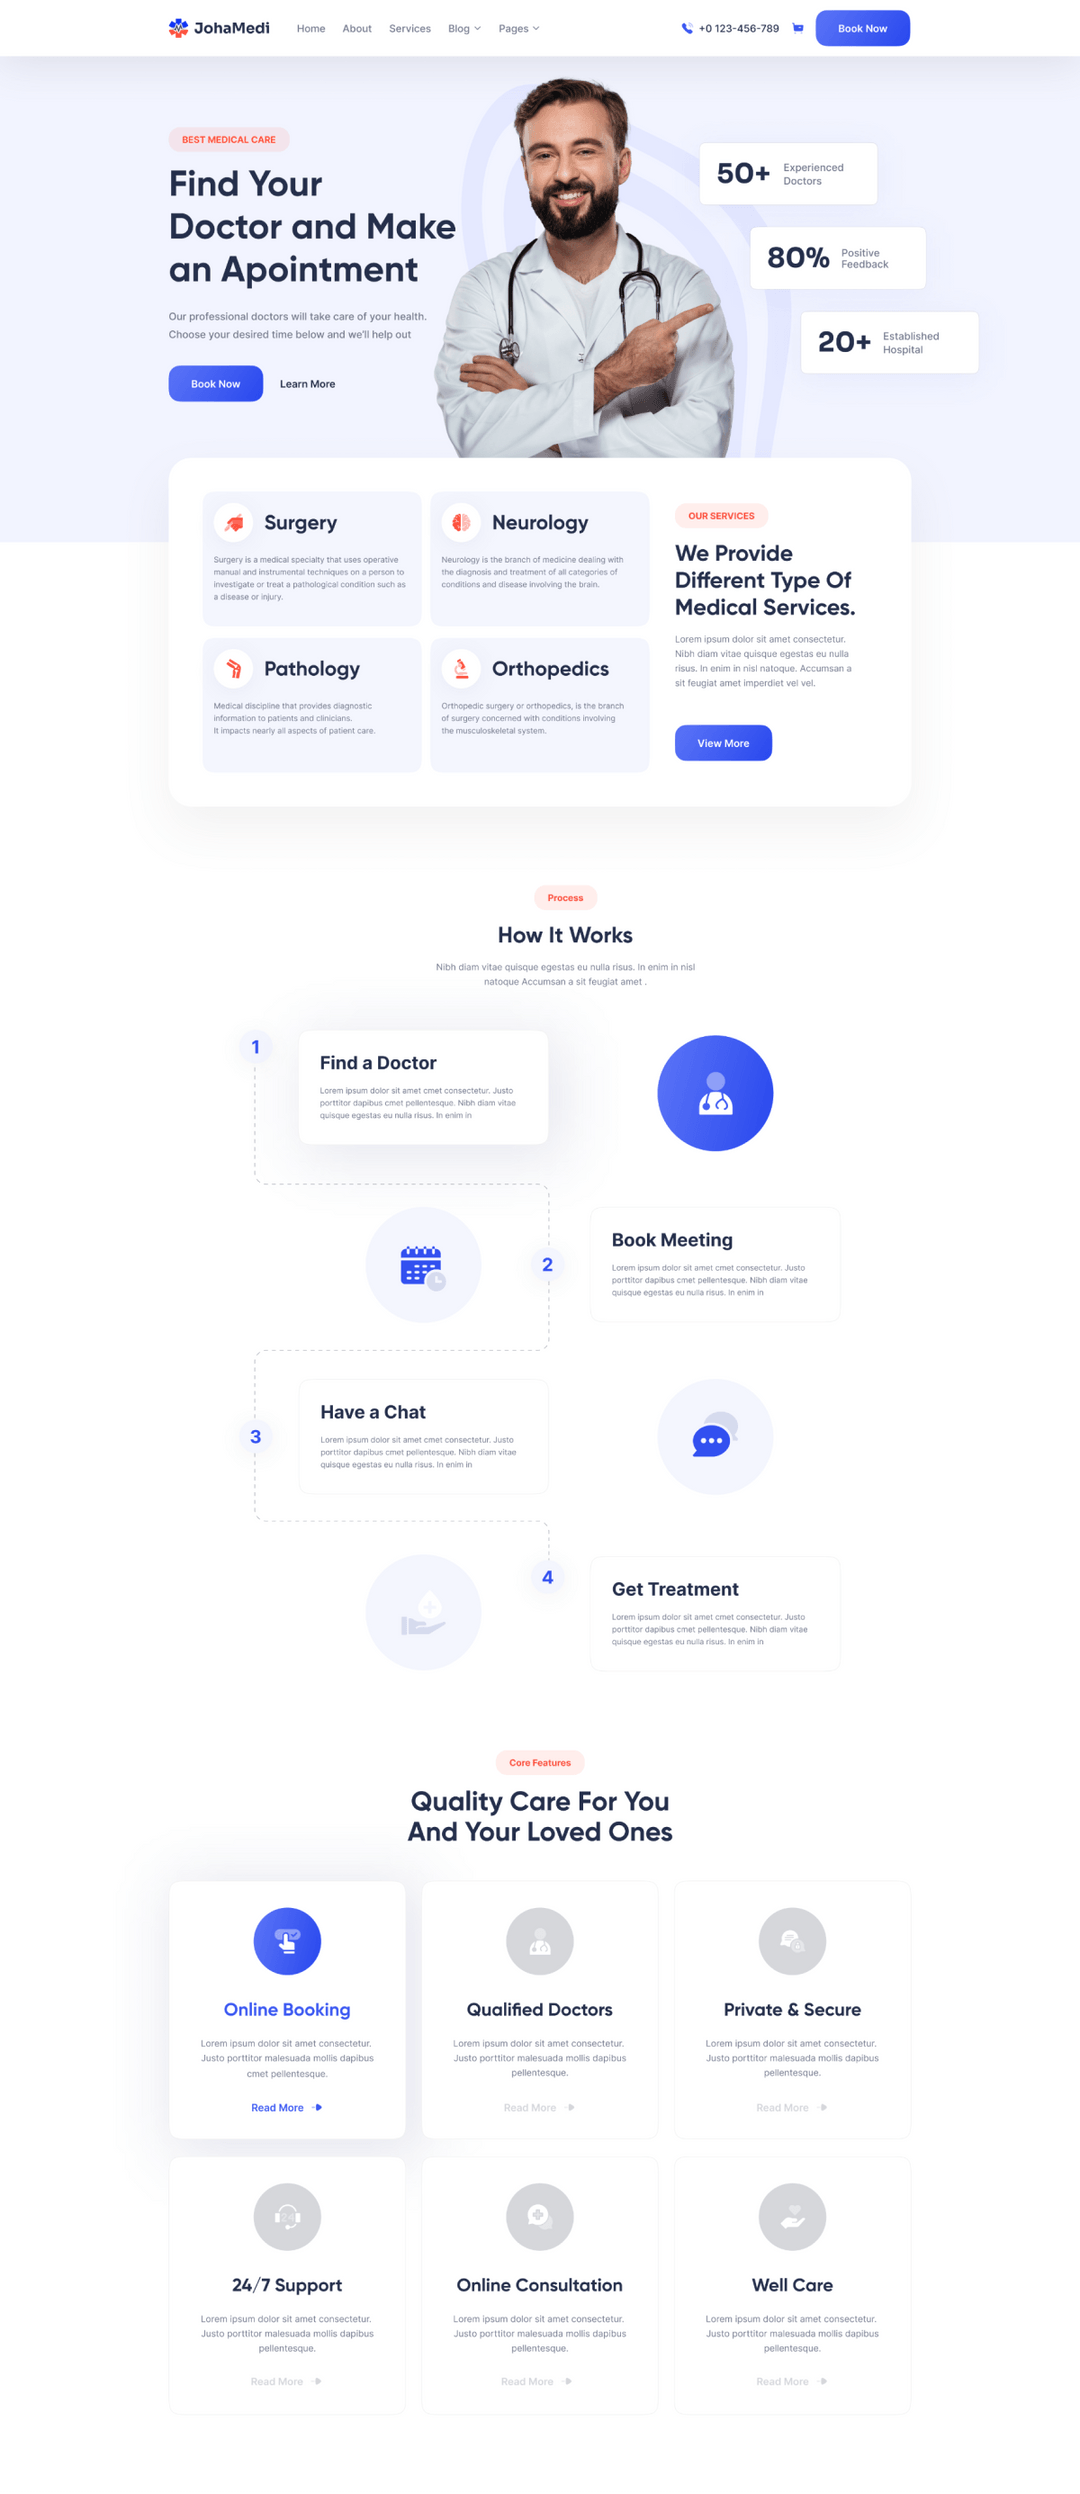 JohaMedi
Home
About
Services
Blog
Pages
+0 123-456-789
Book Now
BEST MEDICAL CARE
Find Your
Doctor and Make
an Apointment
Our professional doctors will take care of your health.
Choose your desired time below and we'll help out
Book Now
Learn More
50+
Experienced
Doctors
80%
Positive
Feedback
20+
Established
Hospital
Surgery
Surgery is a medical specialty that uses operative
manual and instrumental techniques on a person to
investigate or treat a pathological condition such as
a disease or injury.
Neurology
Neurology is the branch of medicine dealing with
the diagnosis and treatment of all categories of
conditions and disease involving the brain.
Pathology
Medical discipline that provides diagnostic
information to patients and clinicians.
It impacts nearly all aspects of patient care.
Orthopedics
Orthopedic surgery or orthopedics, is the branch
of surgery concerned with conditions involving
the musculoskeletal system.
OUR SERVICES
We Provide
Different Type Of
Medical Services.
Lorem ipsum dolor sit amet consectetur.
Nibh diam vitae quisque egestas eu nulla
risus. In enim in nisl natoque. Accumsan a
sit feugiat amet imperdiet vel vel.
View More
Process
How It Works
Nibh diam vitae quisque egestas eu nulla risus. In enim in nisl
natoque Accumsan a sit feugiat amet .
1
Find a Doctor
Lorem ipsum dolor sit amet cmet consectetur. Justo
porttitor dapibus cmet pellentesque. Nibh diam vitae
quisque egestas eu nulla risus. In enim in
2
Book Meeting
Lorem ipsum dolor sit amet cmet consectetur. Justo
porttitor dapibus cmet pellentesque. Nibh diam vitae
quisque egestas eu nulla risus. In enim in
3
Have a Chat
Lorem ipsum dolor sit amet cmet consectetur. Justo
porttitor dapibus cmet pellentesque. Nibh diam vitae
quisque egestas eu nulla risus. In enim in
4
Get Treatment
Lorem ipsum dolor sit amet cmet consectetur. Justo
porttitor dapibus cmet pellentesque. Nibh diam vitae
quisque egestas eu nulla risus. In enim in
Core Features
Quality Care For You
And Your Loved Ones
Online Booking
Lorem ipsum dolor sit amet consectetur.
Justo porttitor malesuada mollis dapibus
cmet pellentesque.
Read More
Qualified Doctors
Lorem ipsum dolor sit amet consectetur.
Justo porttitor malesuada mollis dapibus
pellentesque.
Read More
Private & Secure
Lorem ipsum dolor sit amet consectetur.
Justo porttitor malesuada mollis dapibus
pellentesque.
Read More
24
24/7 Support
Lorem ipsum dolor sit amet consectetur.
Justo porttitor malesuada mollis dapibus
pellentesque.
Read More
Online Consultation
Lorem ipsum dolor sit amet consectetur.
Justo porttitor malesuada mollis dapibus
pellentesque.
Read More
Well Care
Lorem ipsum dolor sit amet consectetur.
Justo porttitor malesuada mollis dapibus
pellentesque.
Read More